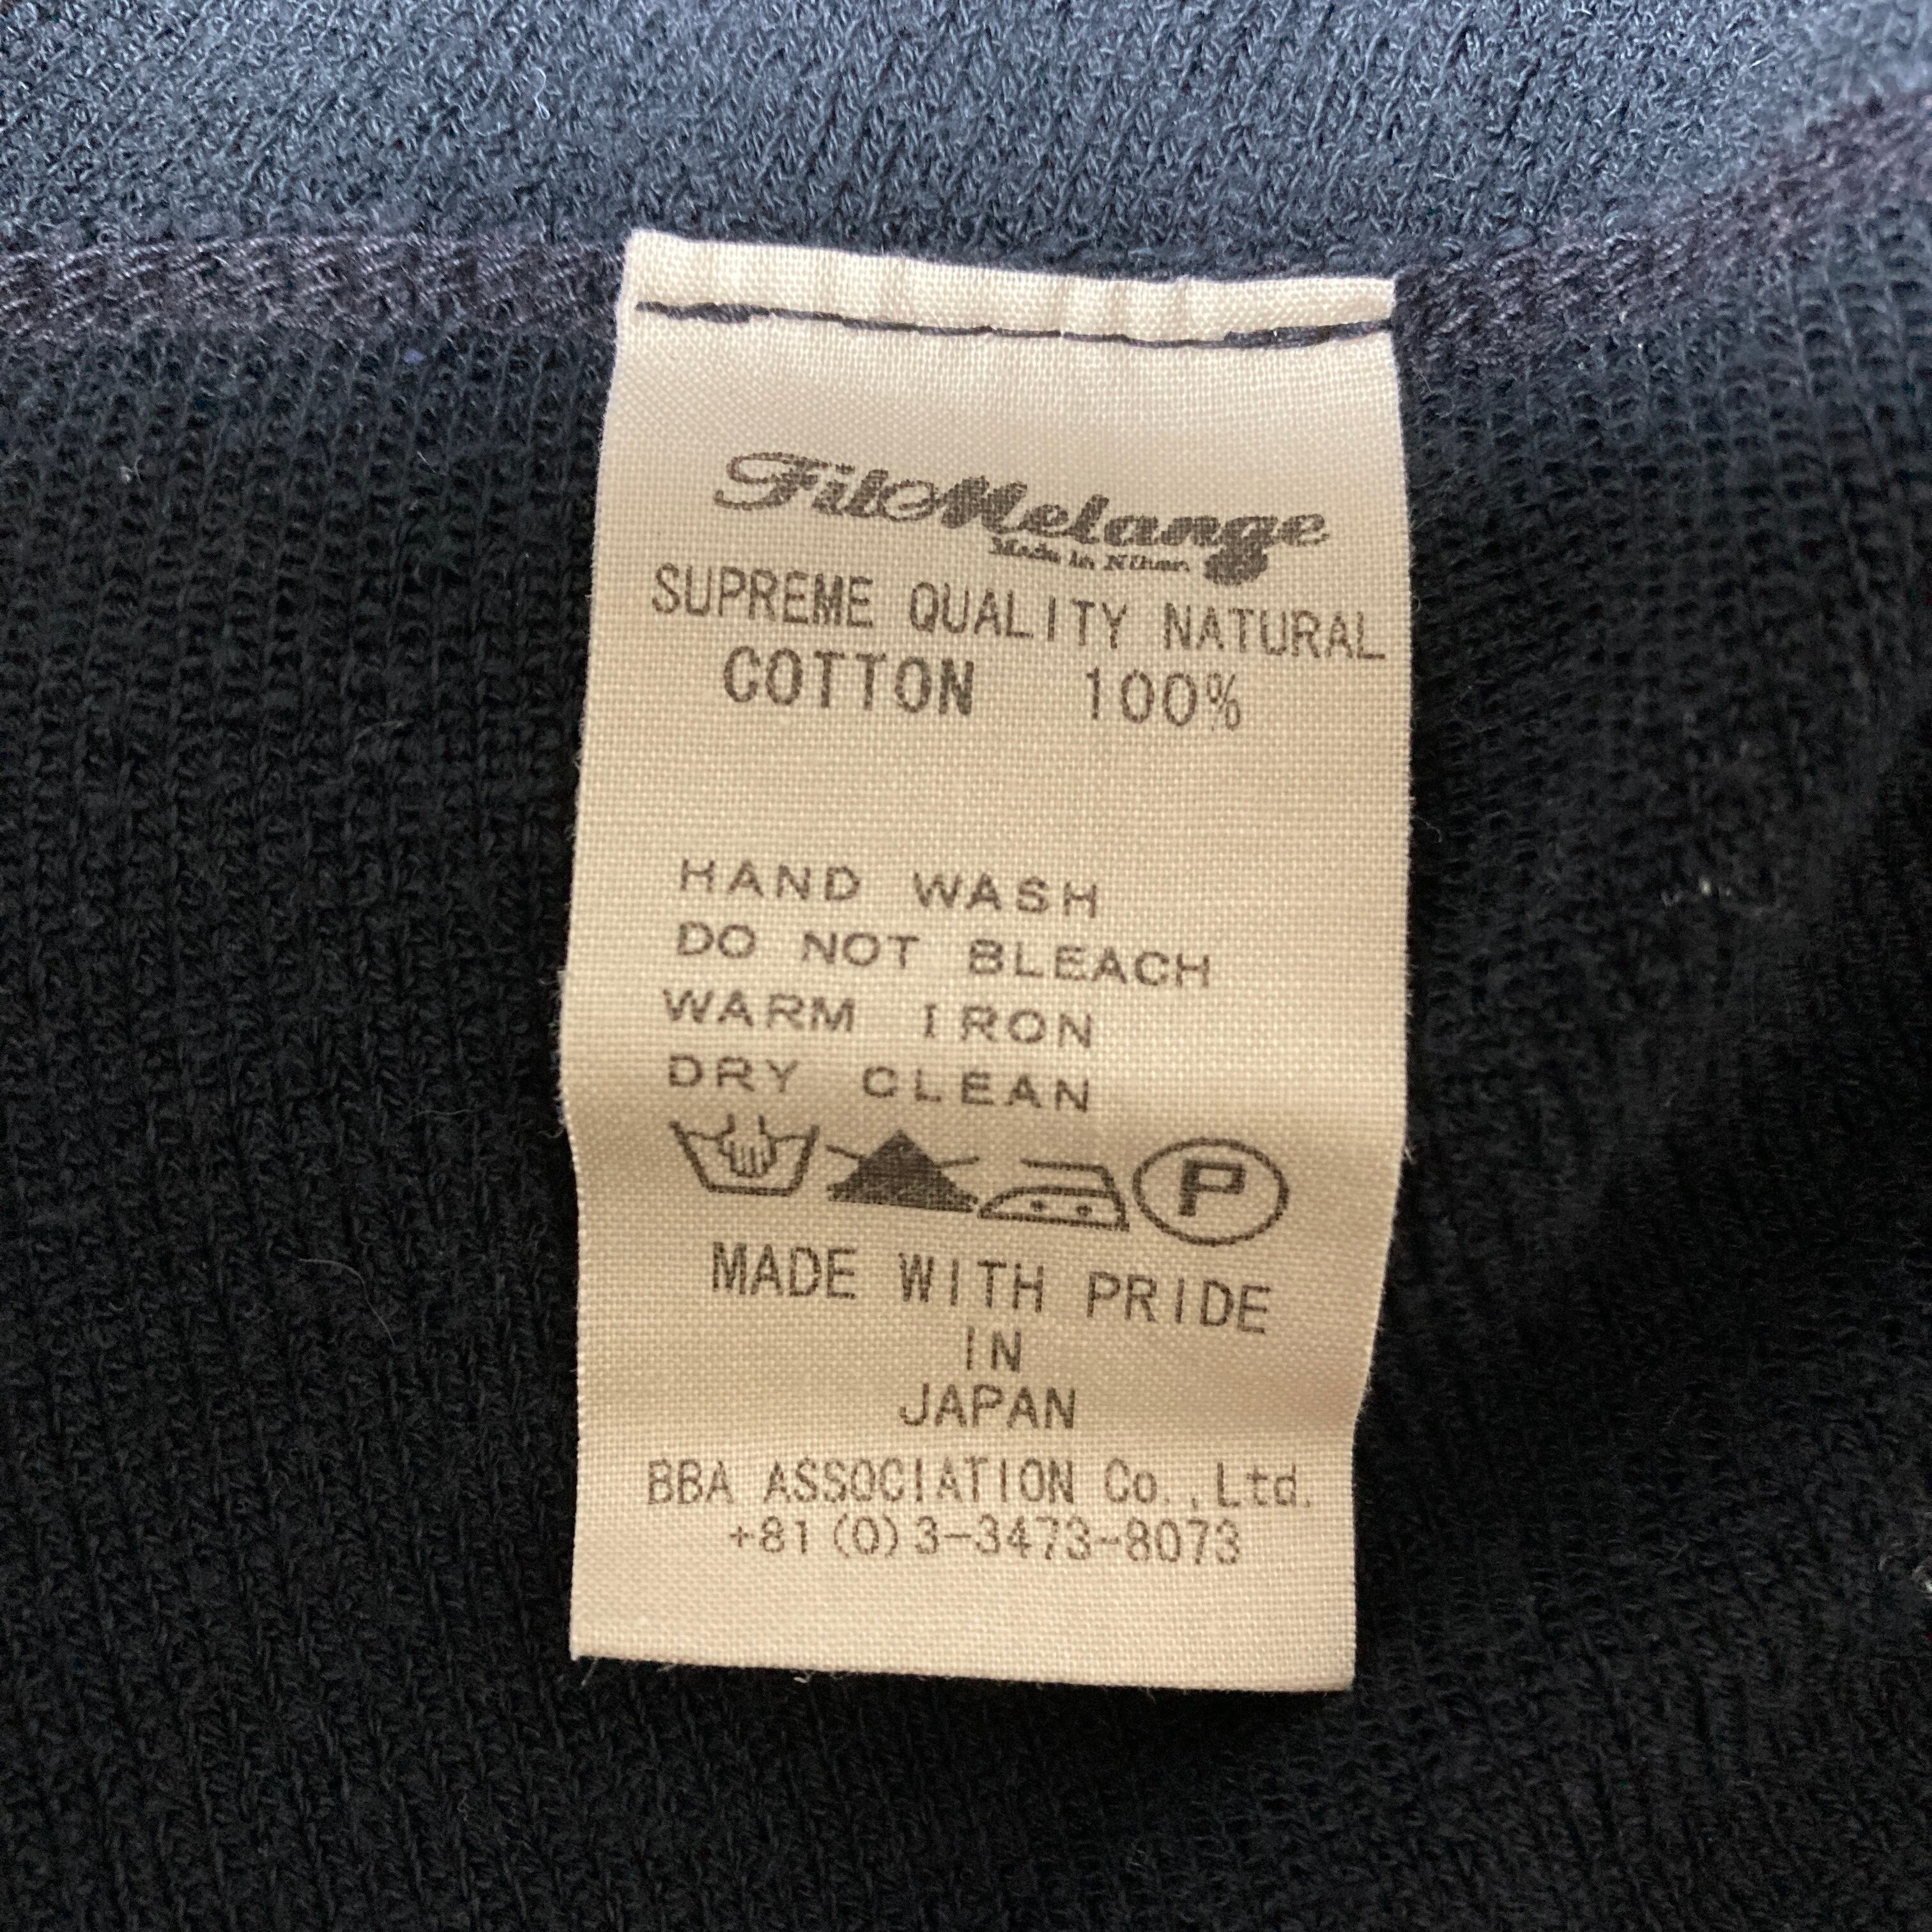 FilMelange
Made in Nihon.
SUPREME QUALITY NATURAL
COTTON 100%
HAND WASH
DO NOT BLEACH
WARM IRON
DRY CLEAN
P
MADE WITH PRIDE
IN
JAPAN
BBA ASSOCIATION Co.,Ltd.
+81(0)3-3473-8073